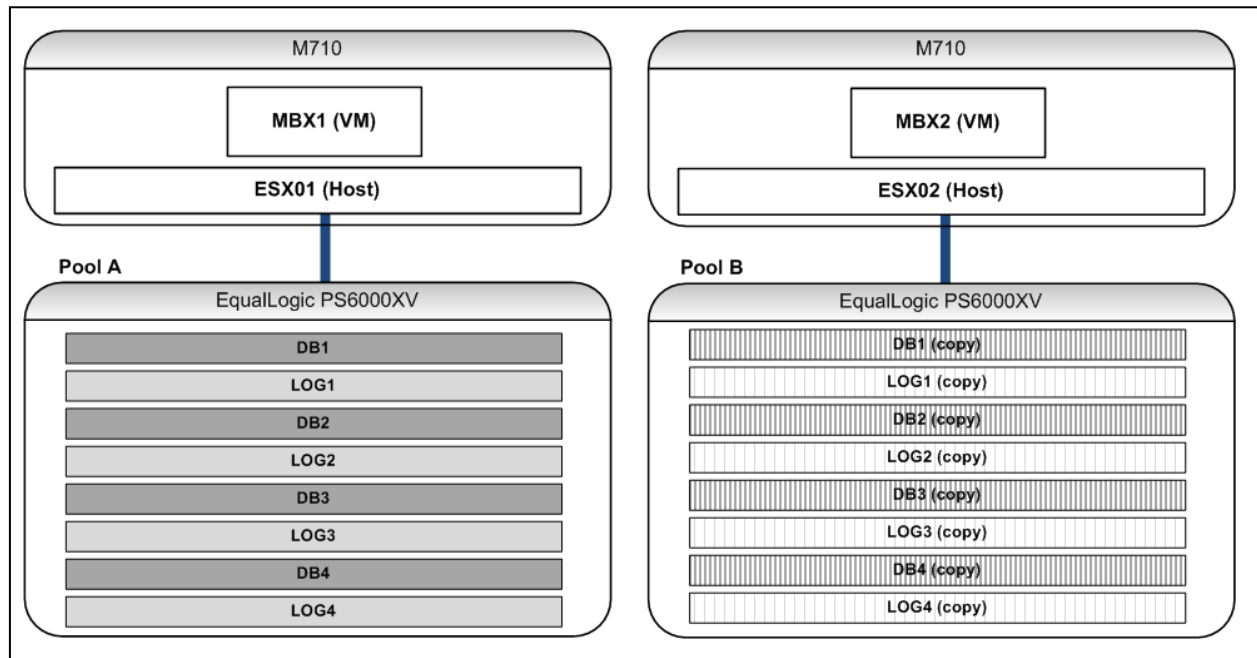 M710
MBX1 (VM)
ESX01 (Host)
Pool A
EqualLogic PS6000XV
DB1
LOG1
DB2
LOG2
DB3
LOG3
DB4
LOG4
M710
MBX2 (VM)
ESX02 (Host)
Pool B
EqualLogic PS6000XV
DB1 (copy)
LOG1 (copy)
DB2 (copy)
LOG2 (copy)
DB3 (copy)
LOG3 (copy)
DB4 (copy)
LOG4 (copy)